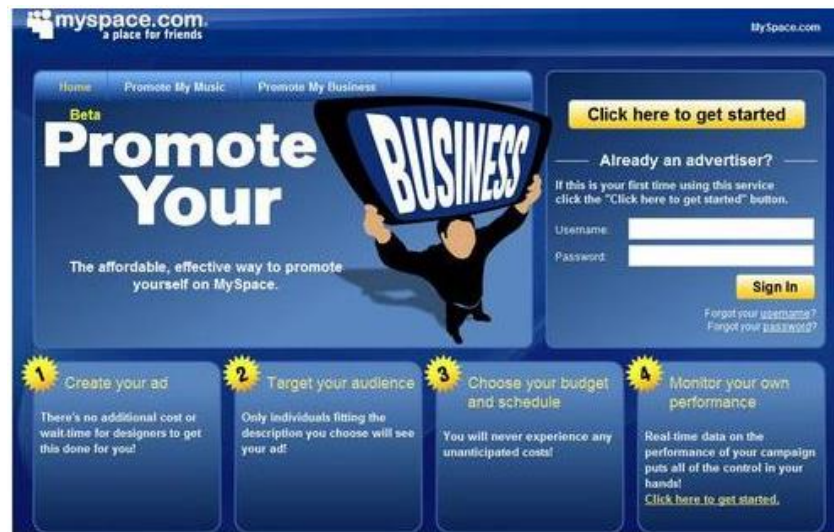 myspace.com
a place for friends
MySpace.com
Home Promote My Music Promote My Business
Beta
Promote
Your
BUSINESS
The affordable, effective way to promote
yourself on MySpace.
Click here to get started
Already an advertiser?
If this is your first time using this service
click the "Click here to get started" button.
Username:
Password:
Sign In
Forgot your username?
Forgot your password?
1 Create your ad
There's no additional cost or
wait-time for designers to get
this done for you!
2 Target your audience
Only individuals fitting the
description you choose will see
your ad!
3 Choose your budget
and schedule
You will never experience any
unanticipated costs!
4 Monitor your own
performance
Real-time data on the
performance of your campaign
puts all of the control in your
hands!
Click here to get started.